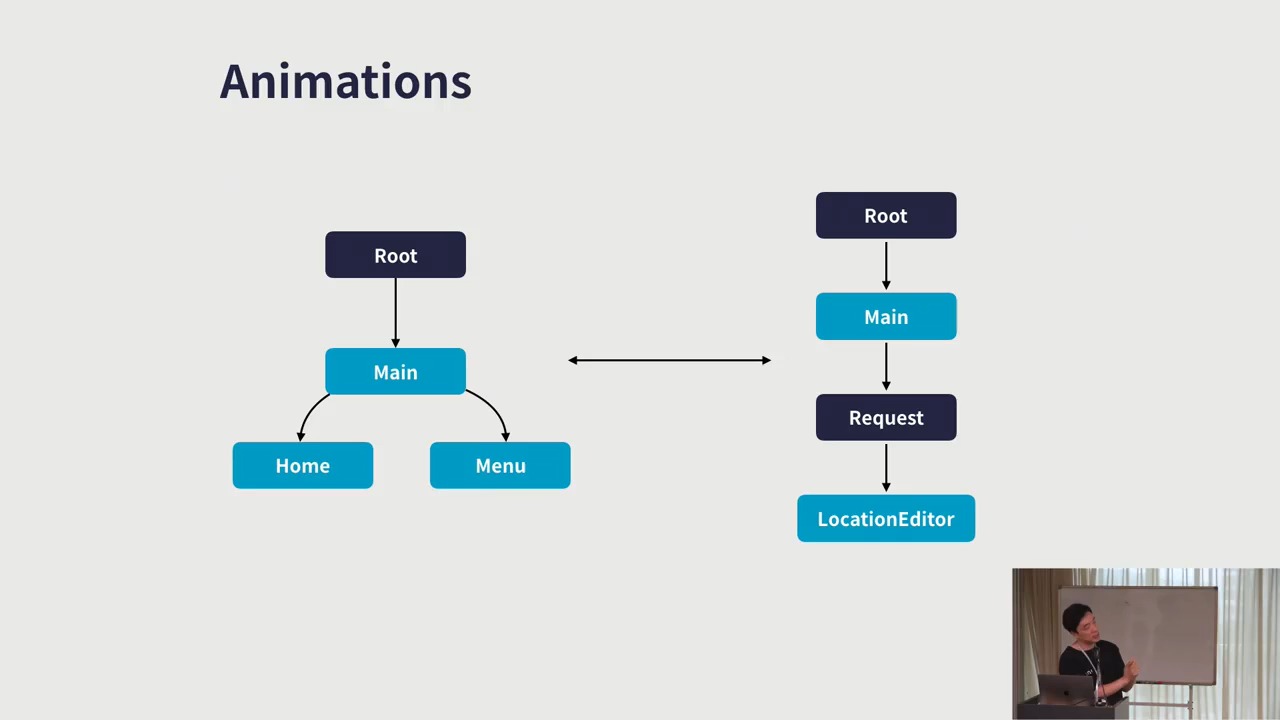 Animations
Root
Main
Home
Menu
Root
Main
Request
LocationEditor